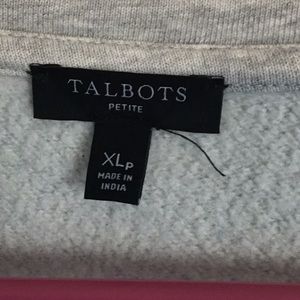 TALBOTS
PETITE
XLP
MADE IN
INDIA